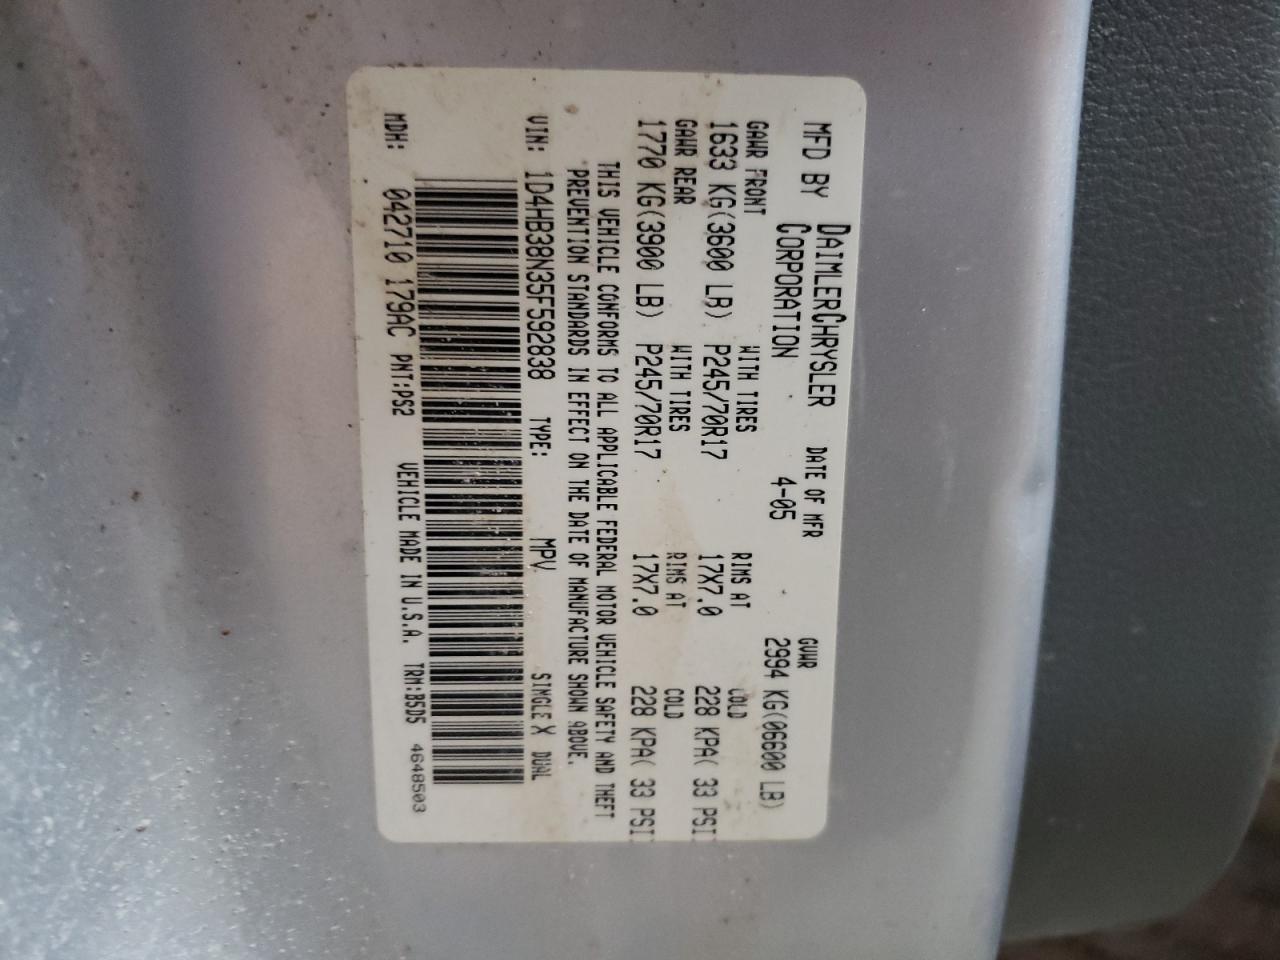 MFD BY DAIMLERCHRYSLER CORPORATION DATE OF MFR 4-05 GVWR 2994 KG(06600 LB)
GAWR FRONT WITH TIRES RIMS AT COLD
1633 KG(3600 LB) P245/70R17 17X7.0 228 KPA( 33 PSI)
GAWR REAR WITH TIRES RIMS AT COLD
1770 KG(3900 LB) P245/70R17 17X7.0 228 KPA( 33 PSI)
THIS VEHICLE CONFORMS TO ALL APPLICABLE FEDERAL MOTOR VEHICLE SAFETY AND THEFT
PREVENTION STANDARDS IN EFFECT ON THE DATE OF MANUFACTURE SHOWN ABOVE.
VIN: 1D4HB38N35F592838 TYPE: MPV SINGLE X DUAL
MDH: 042710 179AC PNT:PS2 VEHICLE MADE IN U.S.A. TRM:B5D5 4648503